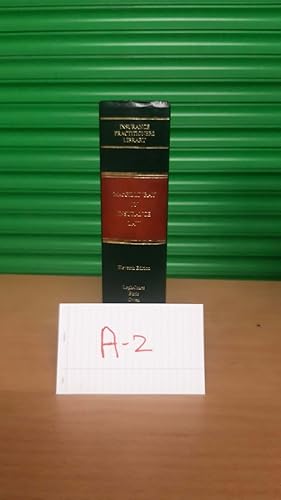 INSURANCE
PRACTITIONERS
LIBRARY
MACGILLIVRAY
ON
INSURANCE
LAW
Eleventh Edition
A-2